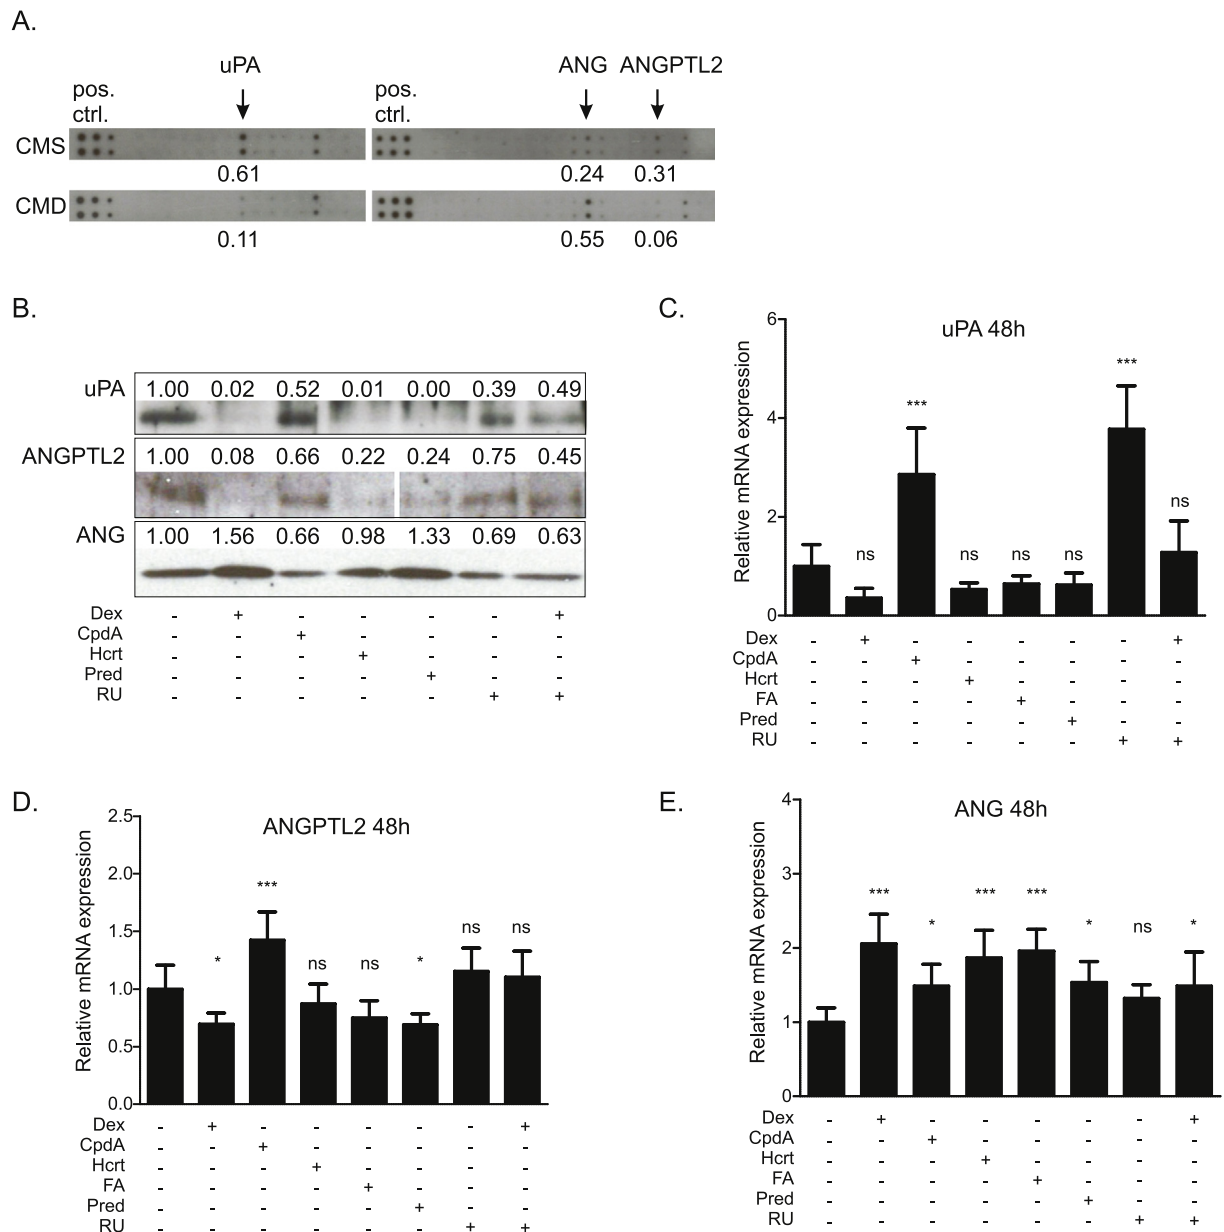 A.
uPA ANG ANGPTL2
pos. ctrl. pos. ctrl.
CMS
0.61 0.24 0.31
CMD
0.11 0.55 0.06
B.
uPA 1.00 0.02 0.52 0.01 0.00 0.39 0.49
ANGPTL2 1.00 0.08 0.66 0.22 0.24 0.75 0.45
ANG 1.00 1.56 0.66 0.98 1.33 0.69 0.63
Dex - + - - - - +
CpdA - - + - - - -
Hcrt - - - + - - -
Pred - - - - + - -
RU - - - - - + +
C.
uPA 48h
Relative mRNA expression
6
4
2
0
ns *** ns ns ns *** ns
Dex - + - - - - - +
CpdA - - + - - - - -
Hcrt - - - + - - - -
FA - - - - + - - -
Pred - - - - - + - -
RU - - - - - - + +
D.
ANGPTL2 48h
Relative mRNA expression
2.5
2.0
1.5
1.0
0.5
0.0
* *** ns ns * ns ns
Dex - + - - - - - +
CpdA - - + - - - - -
Hcrt - - - + - - - -
FA - - - - + - - -
Pred - - - - - + - -
RU - - - - - - + +
E.
ANG 48h
Relative mRNA expression
4
3
2
1
0
*** * *** *** * ns *
Dex - + - - - - - +
CpdA - - + - - - - -
Hcrt - - - + - - - -
FA - - - - + - - -
Pred - - - - - + - -
RU - - - - - - + +